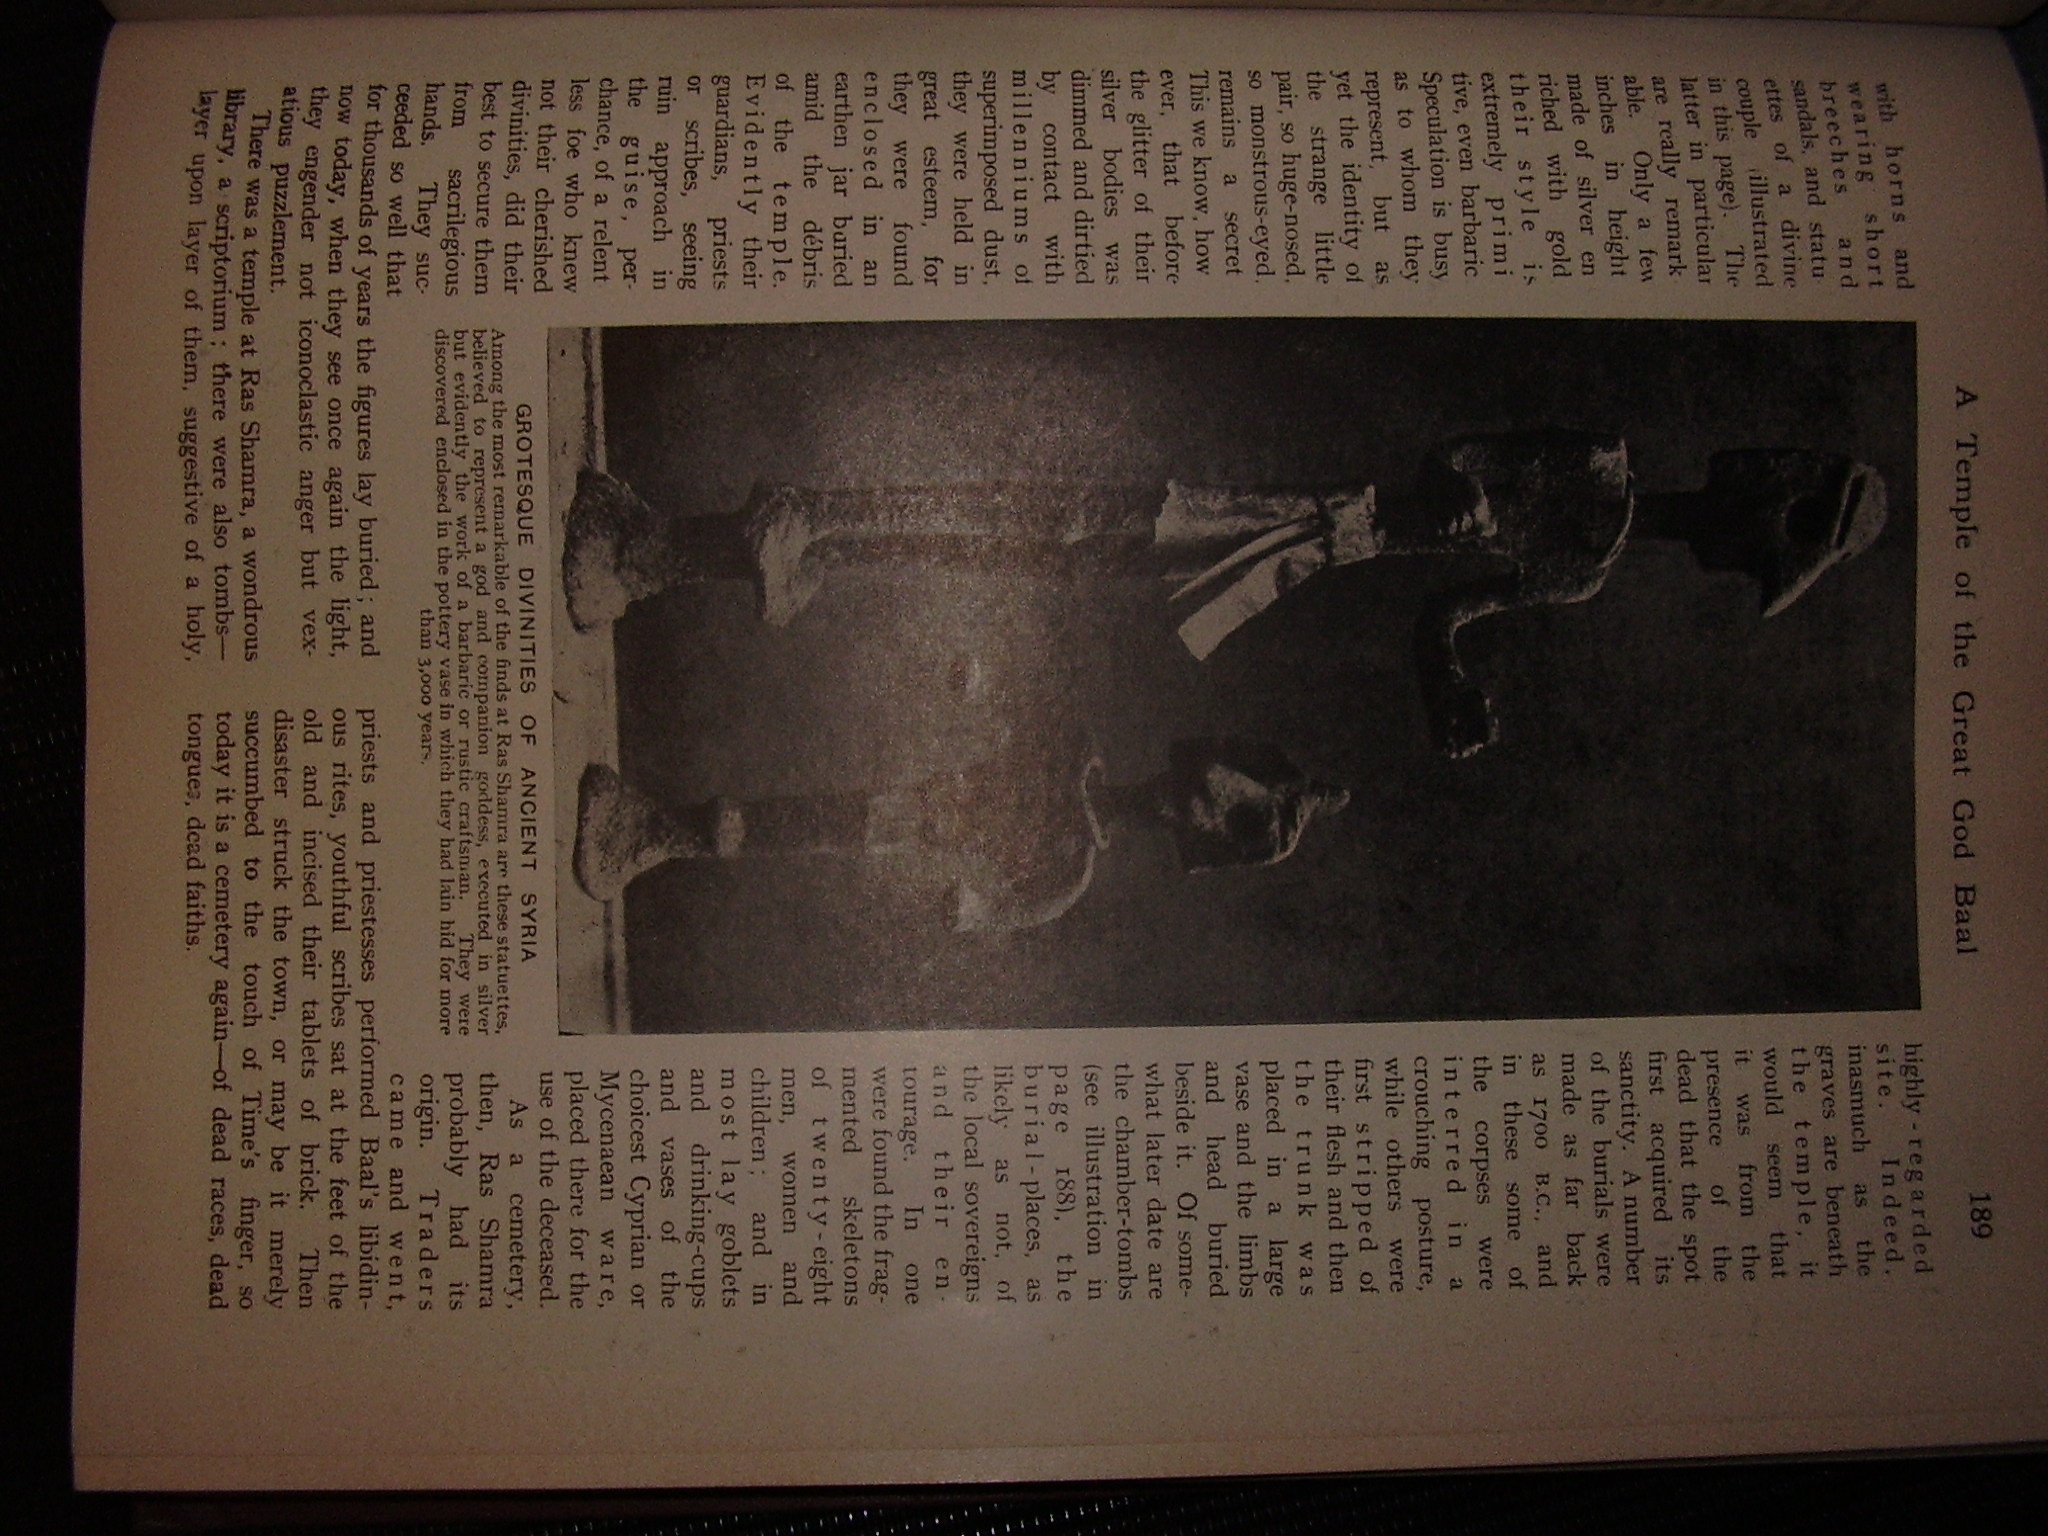 A Temple of the Great God Baal 189
with horns and
wearing short
breeches and
sandals, and statu-
ettes of a divine
couple (illustrated
in this page). The
latter in particular
are really remark-
able. Only a few
inches in height
made of silver en
riched with gold
their style is
extremely primi
tive, even barbaric
Speculation is busy
as to whom they
represent, but as
yet the identity of
the strange little
pair, so huge-nosed,
so monstrous-eyed,
remains a secret
This we know, how
ever, that before
the glitter of their
silver bodies was
dimmed and dirtied
by contact with
millenniums of
superimposed dust,
they were held in
great esteem, for
they were found
enclosed in an
earthen jar buried
amid the débris
of the temple.
Evidently their
guardians, priests
or scribes, seeing
ruin approach in
the guise, per-
chance, of a relent
less foe who knew
not their cherished
divinities, did their
best to secure them
from sacrilegious
hands. They suc-
ceeded so well that
for thousands of years the figures lay buried; and
now today, when they see once again the light,
they engender not iconoclastic anger but vex-
atious puzzlement.
There was a temple at Ras Shamra, a wondrous
library, a scriptorium; there were also tombs—
layer upon layer of them, suggestive of a holy,
GROTESQUE DIVINITIES OF ANCIENT SYRIA
Among the most remarkable of the finds at Ras Shamra are these statuettes,
believed to represent a god and companion goddess, executed in silver
but evidently the work of a barbaric or rustic craftsman. They were
discovered enclosed in the pottery vase in which they had lain hid for more
than 3,000 years.
highly-regarded
site. Indeed,
inasmuch as the
graves are beneath
the temple, it
would seem that
it was from the
presence of the
dead that the spot
first acquired its
sanctity. A number
of the burials were
made as far back
as 1700 B.C., and
in these some of
the corpses were
interred in a
crouching posture,
while others were
first stripped of
their flesh and then
the trunk was
placed in a large
vase and the limbs
and head buried
beside it. Of some-
what later date are
the chamber-tombs
(see illustration in
page 188), the
burial-places, as
likely as not, of
the local sovereigns
and their en-
tourage. In one
were found the frag-
mented skeletons
of twenty-eight
men, women and
children; and in
most lay goblets
and drinking-cups
and vases of the
choicest Cyprian or
Mycenaean ware,
placed there for the
use of the deceased.
As a cemetery,
then, Ras Shamra
probably had its
origin. Traders
came and went,
priests and priestesses performed Baal's libidin-
ous rites, youthful scribes sat at the feet of the
old and incised their tablets of brick. Then
disaster struck the town, or may be it merely
succumbed to the touch of Time's finger, so
today it is a cemetery again—of dead races, dead
tongues, dead faiths.